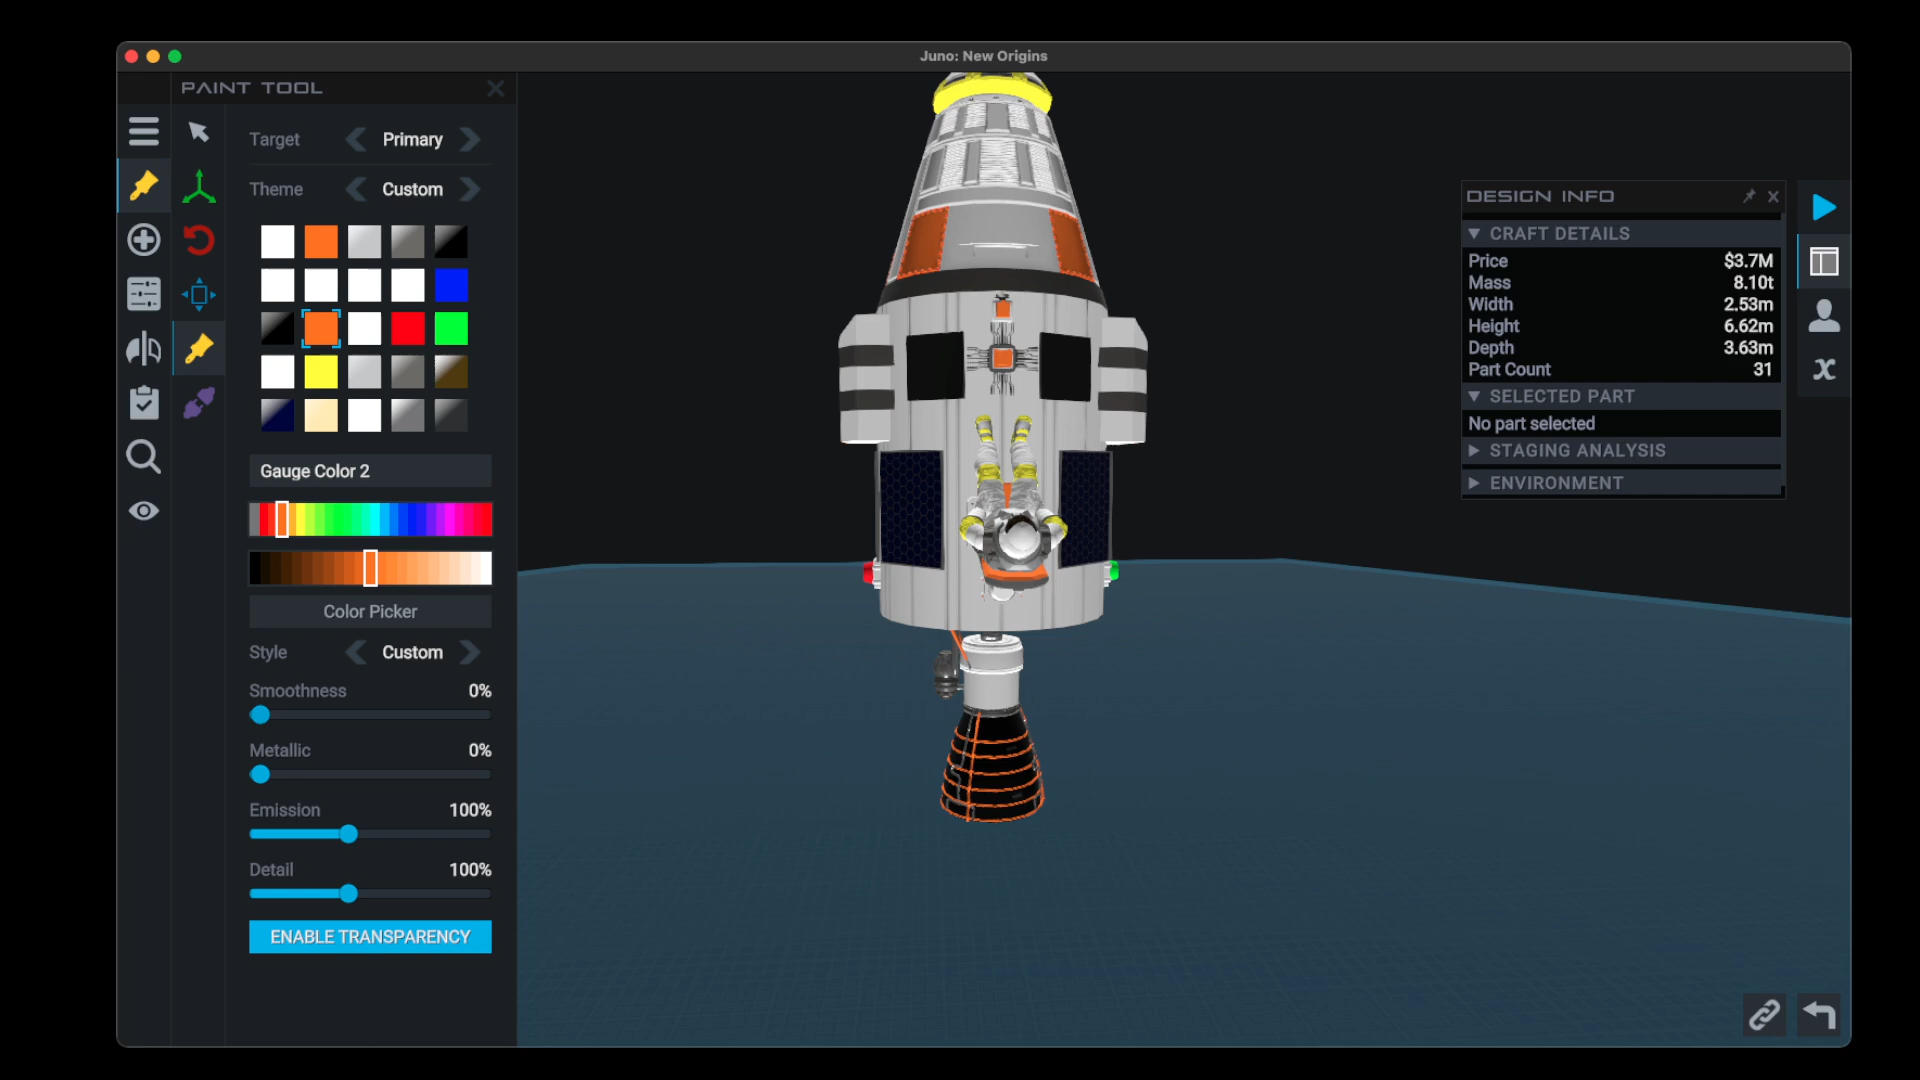 Juno: New Origins
PAINT TOOL
Target Primary
Theme Custom
Gauge Color 2
Color Picker
Style Custom
Smoothness 0%
Metallic 0%
Emission 100%
Detail 100%
ENABLE TRANSPARENCY
DESIGN INFO
CRAFT DETAILS
Price $3.7M
Mass 8.10t
Width 2.53m
Height 6.62m
Depth 3.63m
Part Count 31
SELECTED PART
No part selected
STAGING ANALYSIS
ENVIRONMENT
x